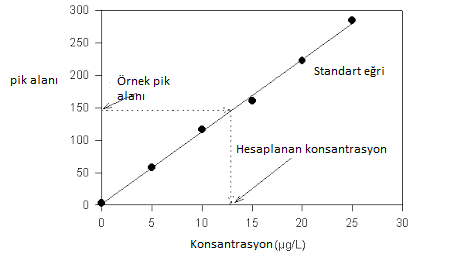 300
250
200
150
100
50
0
pik alanı
Örnek pik
alanı
Standart eğri
Hesaplanan konsantrasyon
0 5 10 15 20 25 30
Konsantrasyon (µg/L)